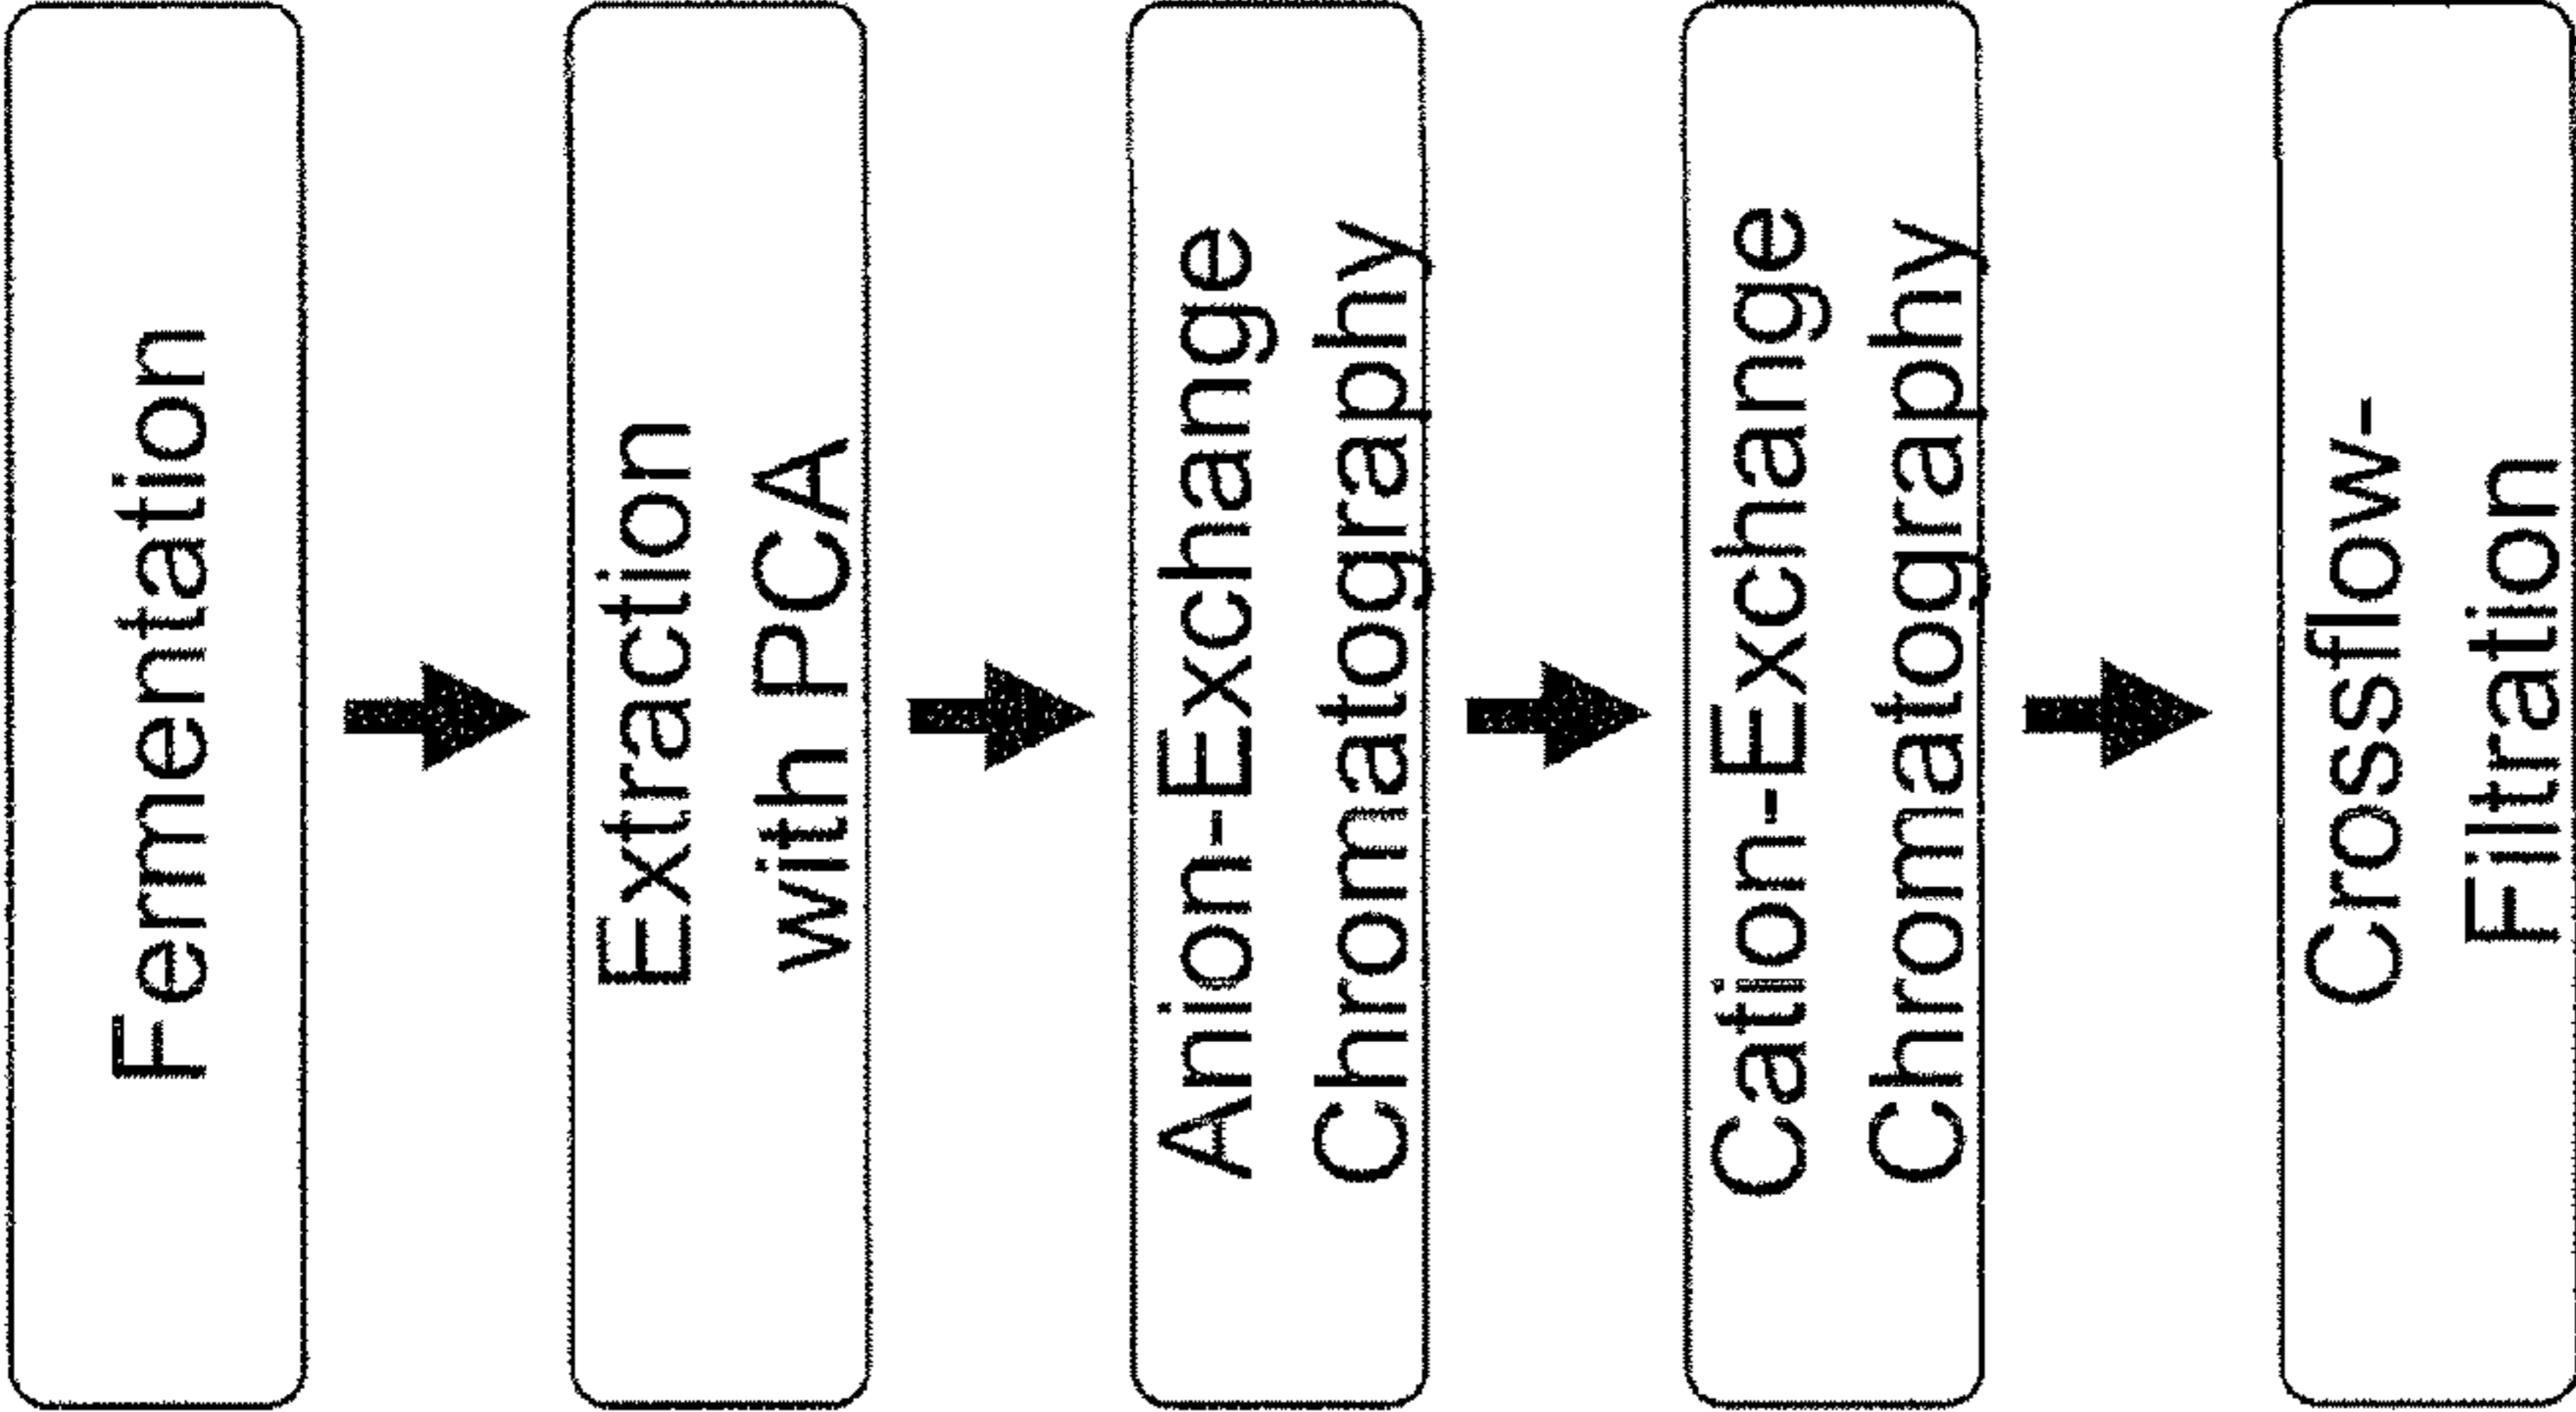 Fermentation
Extraction
with PCA
Anion-Exchange
Chromatography
Cation-Exchange
Chromatography
Crossflow-
Filtration